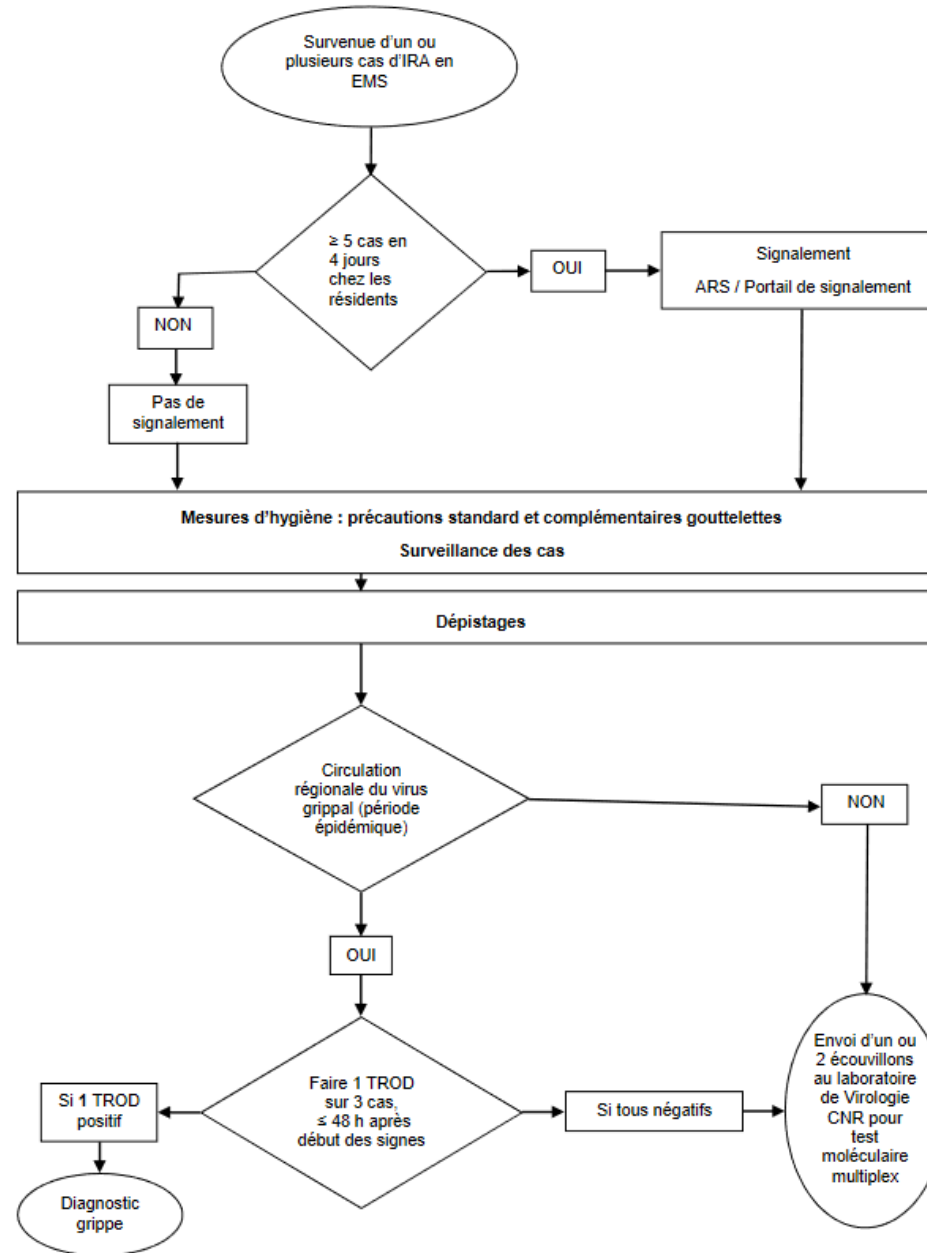 Survenue d'un ou
plusieurs cas d'IRA en
EMS
≥ 5 cas en
4 jours
chez les
résidents
OUI
Signalement
ARS / Portail de signalement
NON
Pas de
signalement
Mesures d'hygiène : précautions standard et complémentaires gouttelettes
Surveillance des cas
Dépistages
Circulation
régionale du virus
grippal (période
épidémique)
NON
OUI
Faire 1 TROD
sur 3 cas,
≤ 48 h après
début des signes
Si 1 TROD
positif
Si tous négatifs
Envoi d'un ou
2 écouvillons
au laboratoire
de Virologie
CNR pour
test
moléculaire
multiplex
Diagnostic
grippe